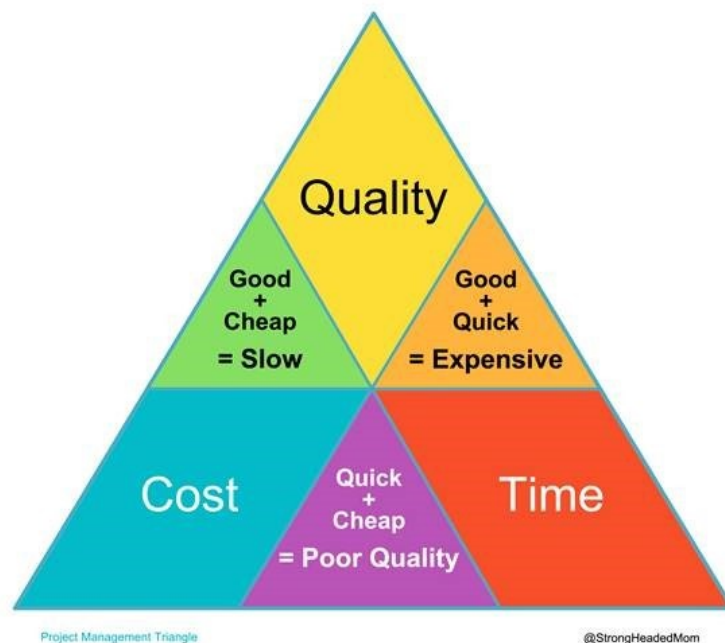 Quality
Good
+
Cheap
= Slow
Good
+
Quick
= Expensive
Cost
Quick
+
Cheap
= Poor Quality
Time
Project Management Triangle
@StrongHeadedMom